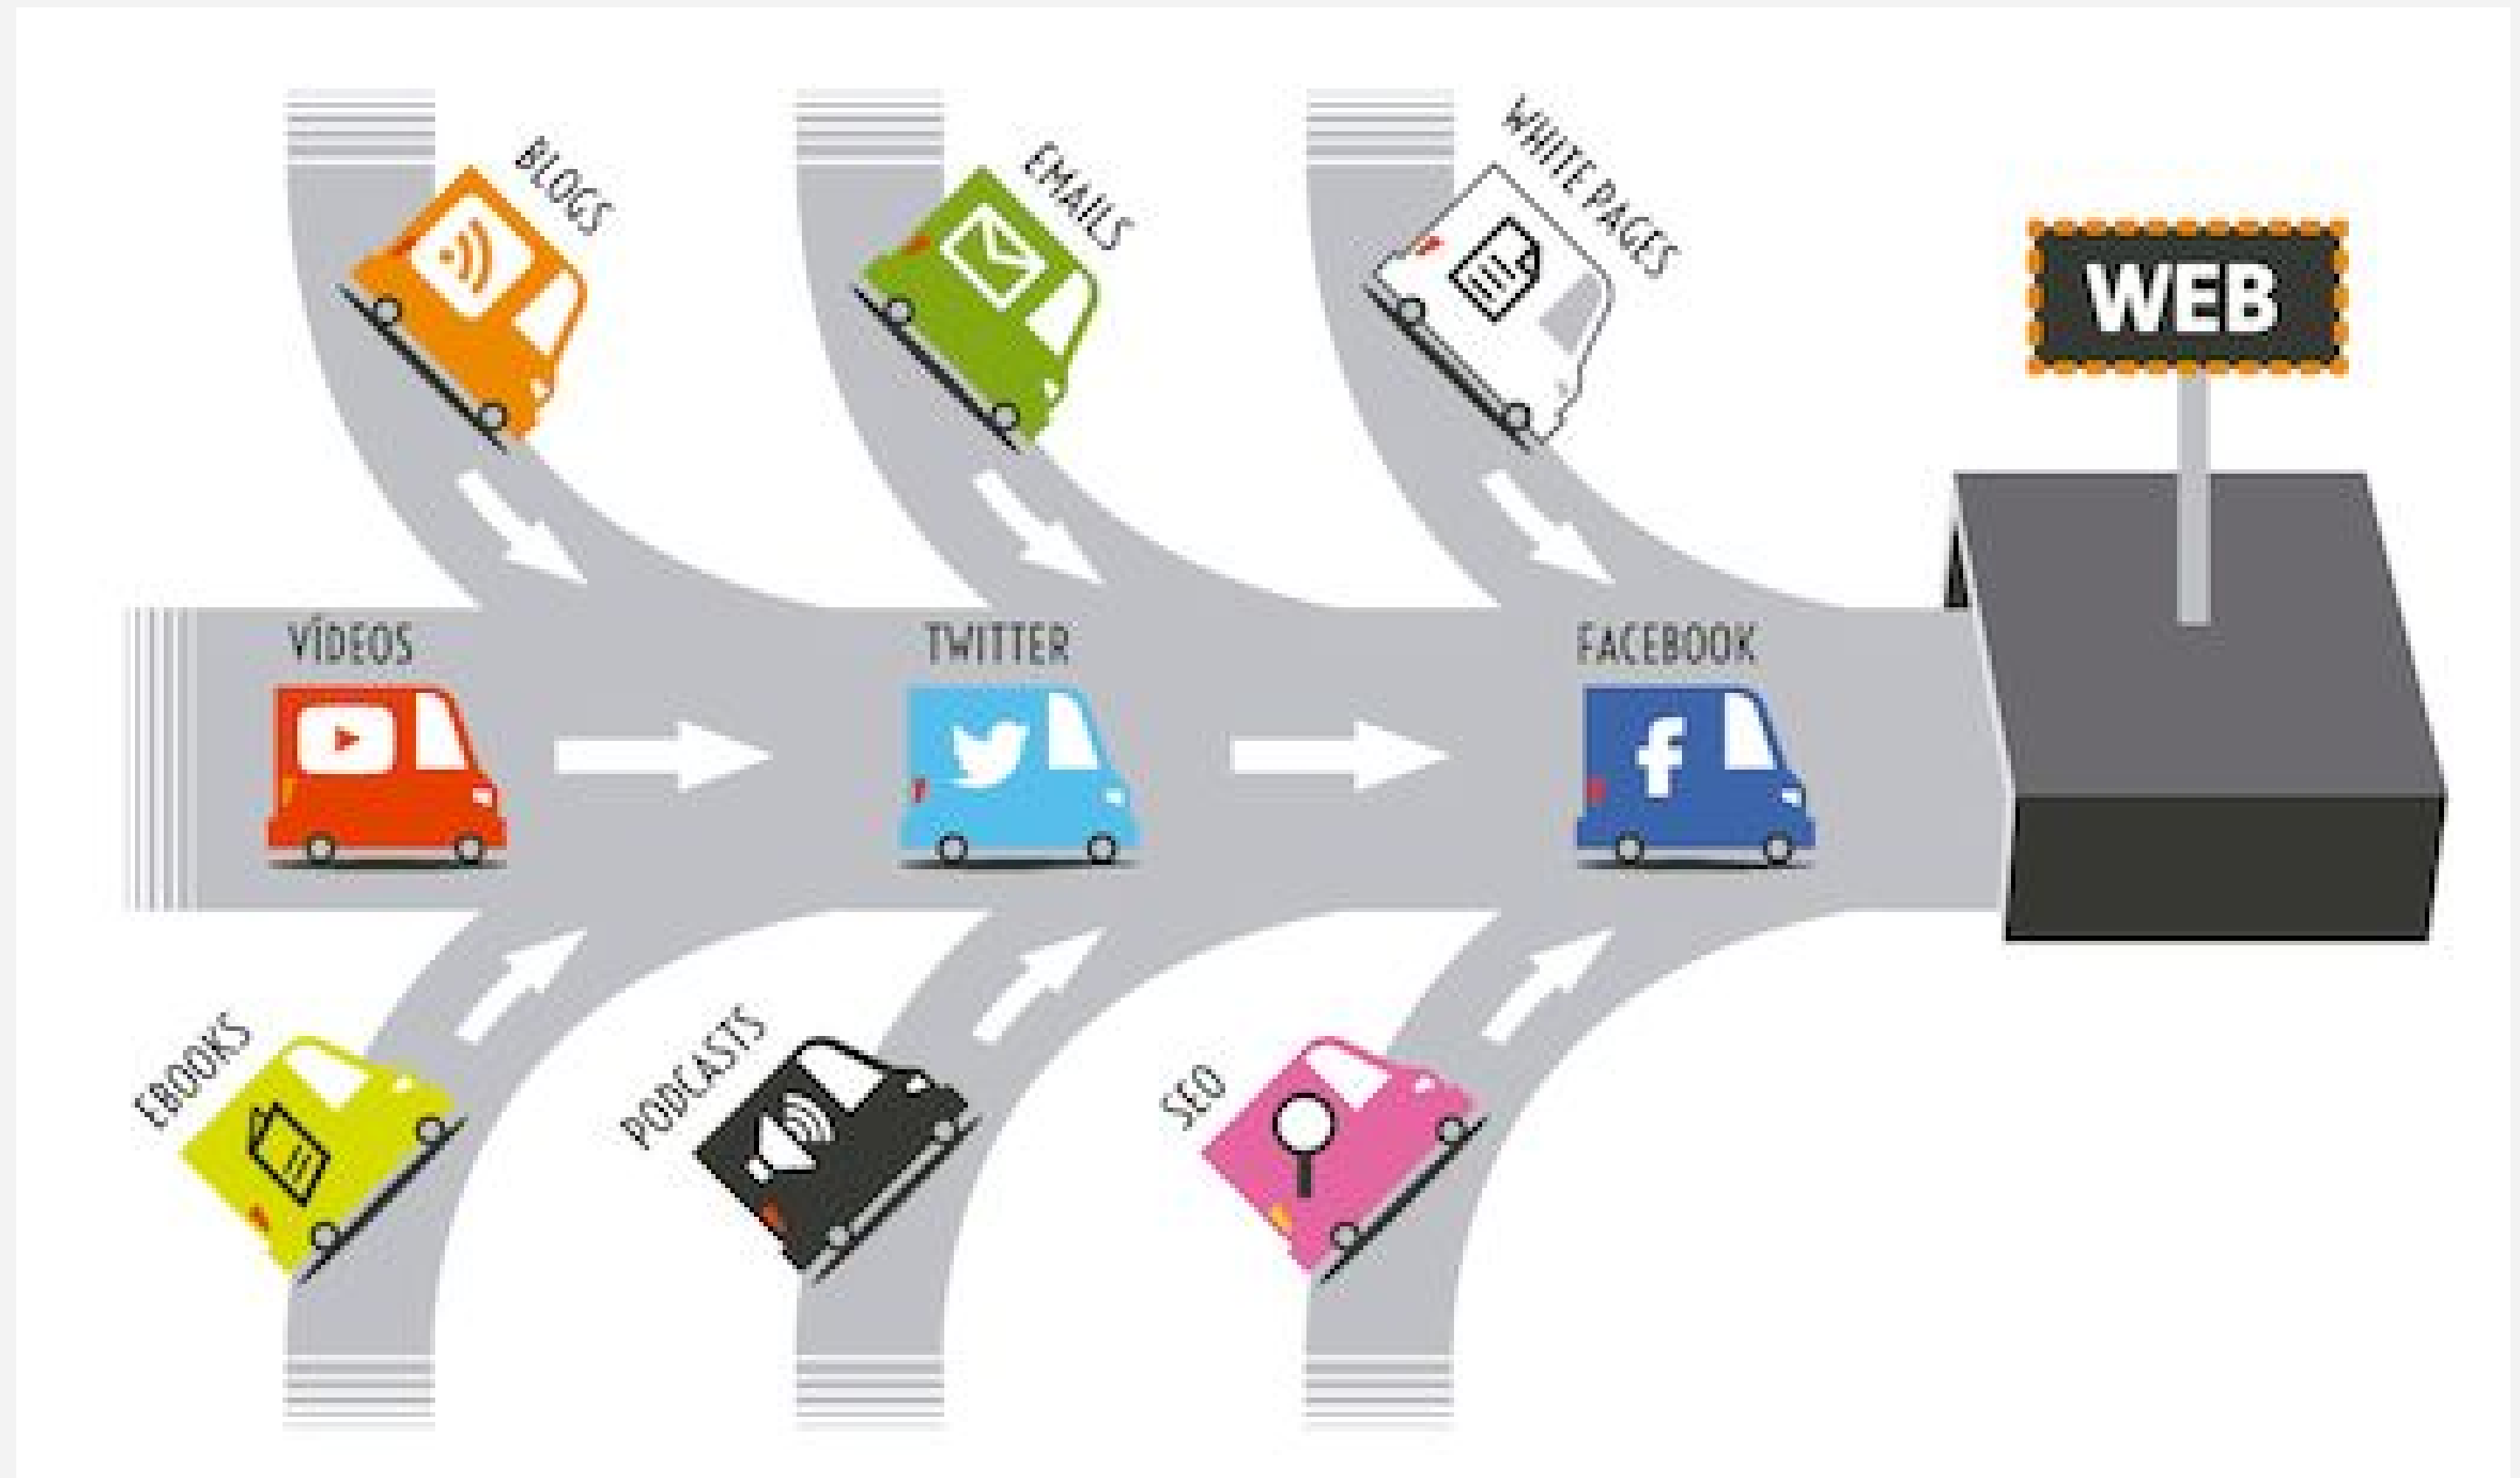 BLOGS
EMAILS
WHITE PAGES
WEB
VÍDEOS
TWITTER
FACEBOOK
EBOOKS
PODCASTS
SEO